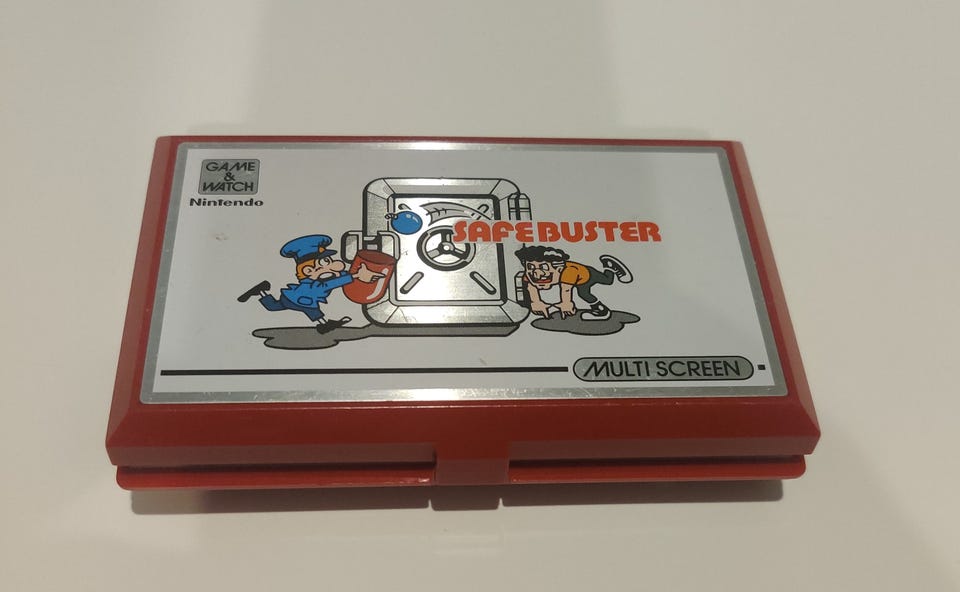 GAME
&
WATCH
Nintendo
SAFEBUSTER
MULTI SCREEN